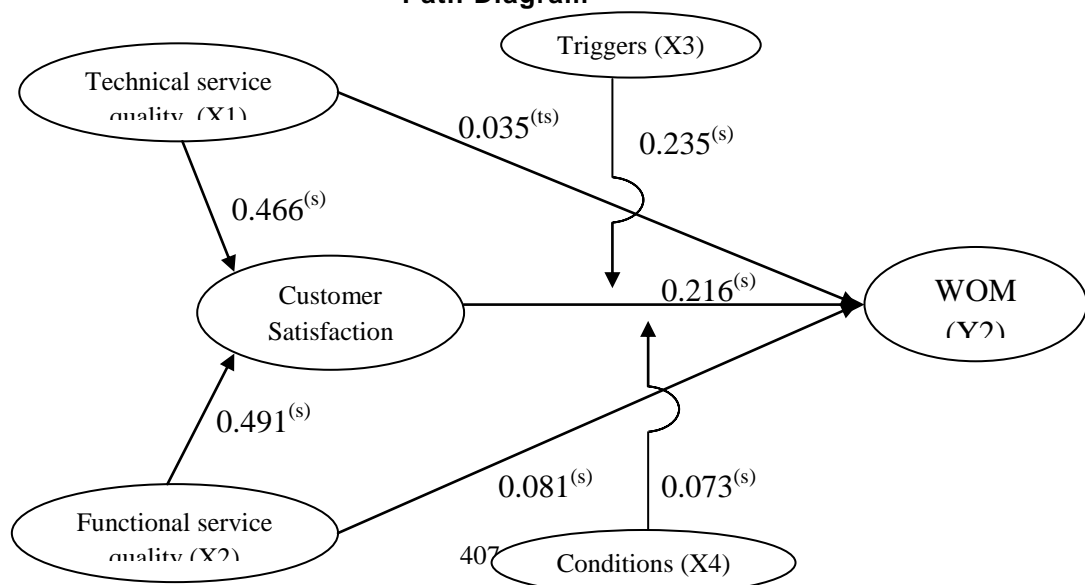 Path Diagram
Triggers (X3)
Technical service
quality (X1)
0.035(ts)
0.235(s)
0.466(s)
Customer
Satisfaction
0.216(s)
WOM
(Y2)
0.491(s)
0.081(s)
0.073(s)
Functional service
quality (X2)
407
Conditions (X4)